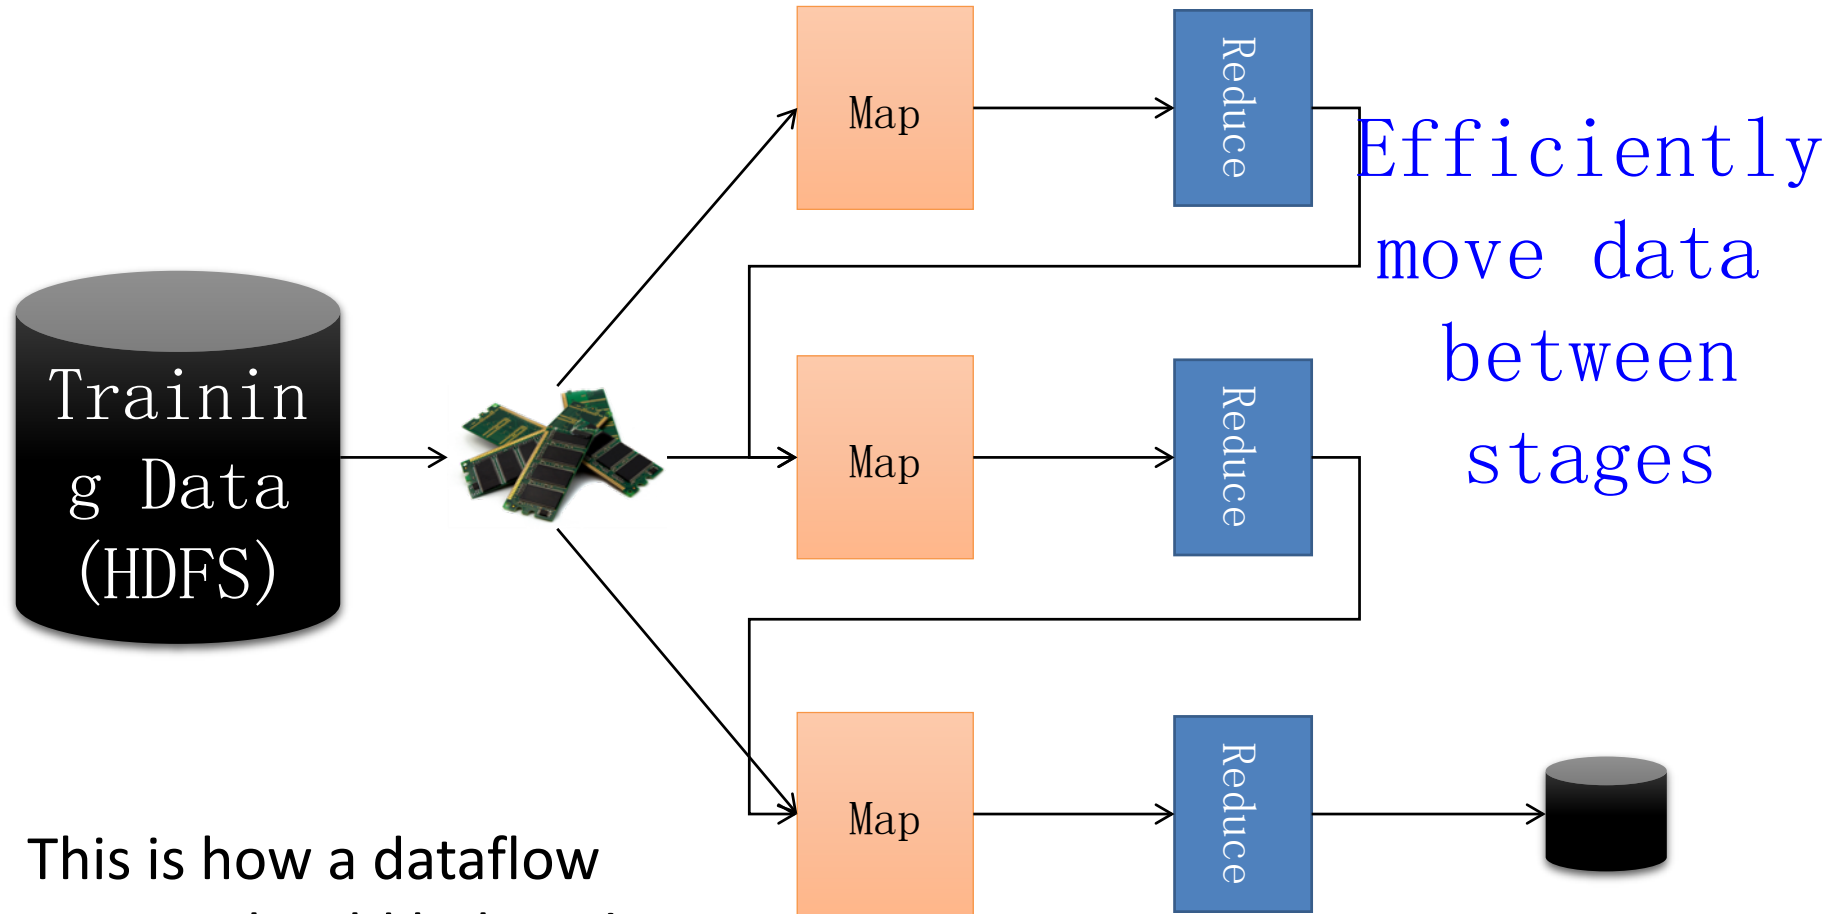 Map
Reduce
Efficiently
move data
between
stages
Trainin
g Data
(HDFS)
Map
Reduce
Map
Reduce
This is how a dataflow